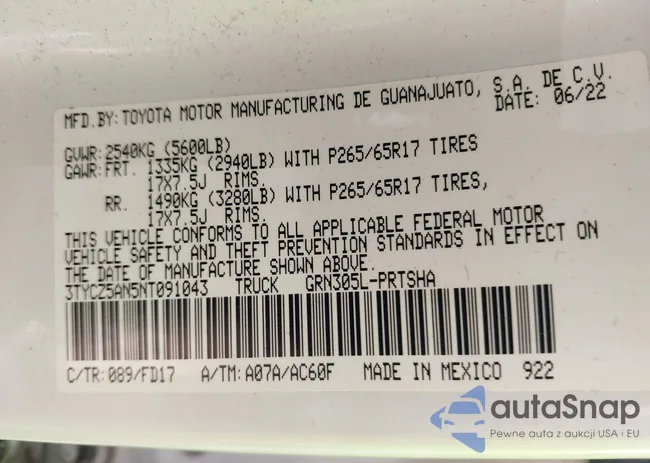 MFD.BY: TOYOTA MOTOR MANUFACTURING DE GUANAJUATO, S.A. DE C.V.
DATE: 06/22
GVWR: 2540KG (5600LB)
GAWR: FRT. 1335KG (2940LB) WITH P265/65R17 TIRES
17X7.5J RIMS.
RR. 1490KG (3280LB) WITH P265/65R17 TIRES,
17X7.5J RIMS.
THIS VEHICLE CONFORMS TO ALL APPLICABLE FEDERAL MOTOR
VEHICLE SAFETY AND THEFT PREVENTION STANDARDS IN EFFECT ON
THE DATE OF MANUFACTURE SHOWN ABOVE.
3TYCZ5AN5NT091043 TRUCK GRN305L-PRTSHA
C/TR: 089/FD17 A/TM: A07A/AC60F MADE IN MEXICO 922
autaSnap
Pewne auta z aukcji USA i EU